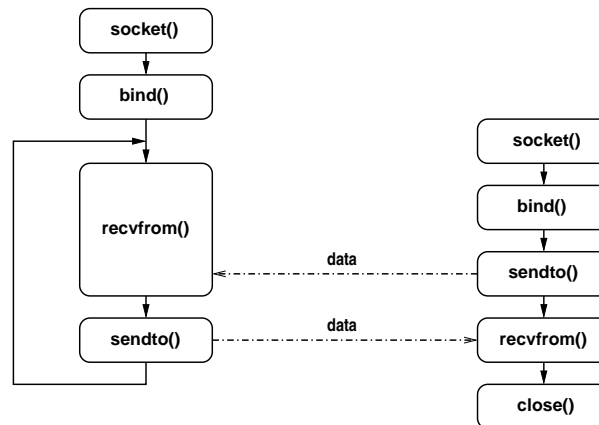 socket()
bind()
recvfrom()
sendto()
data
data
socket()
bind()
sendto()
recvfrom()
close()